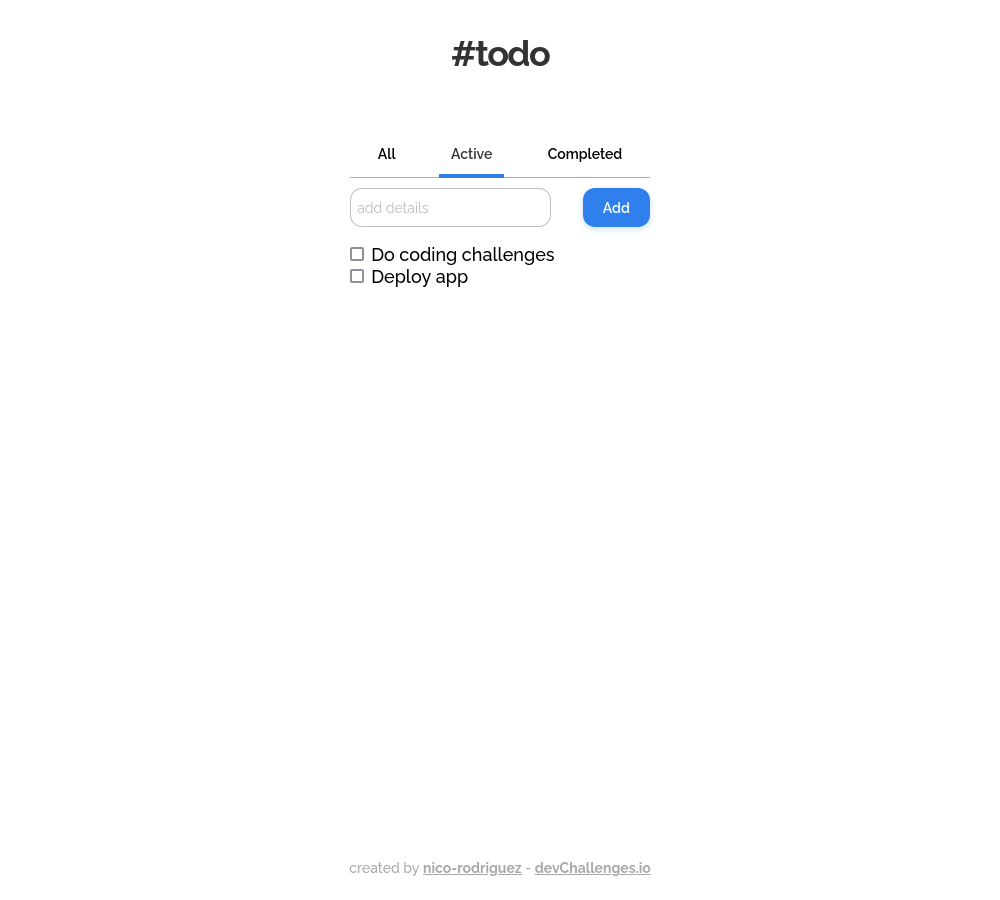 #todo
All Active Completed
add details Add
Do coding challenges
Deploy app
created by nico-rodriguez - devChallenges.io